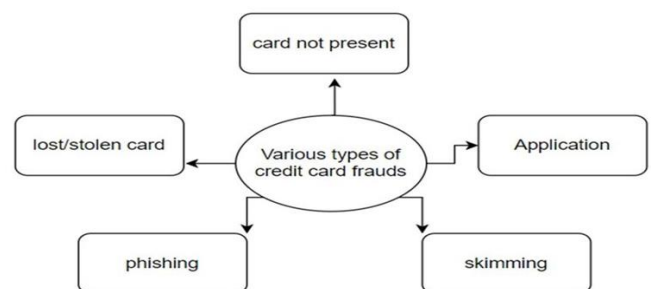 card not present
lost/stolen card
Various types of
credit card frauds
Application
phishing
skimming